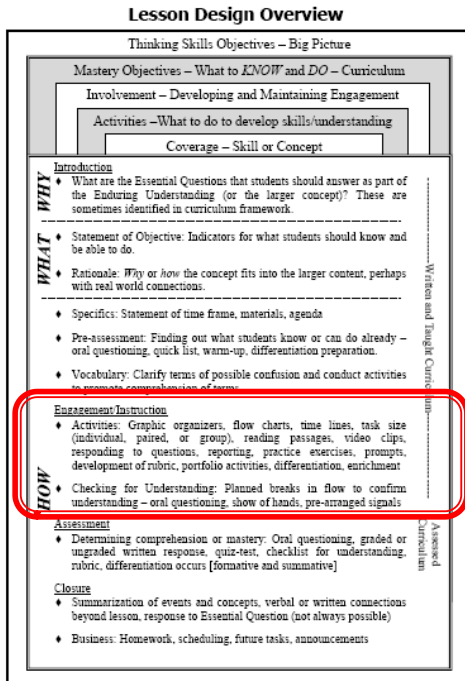 Lesson Design Overview
Thinking Skills Objectives – Big Picture
Mastery Objectives – What to KNOW and DO – Curriculum
Involvement – Developing and Maintaining Engagement
Activities –What to do to develop skills/understanding
Coverage – Skill or Concept
WHY
Introduction
♦ What are the Essential Questions that students should answer as part of
the Enduring Understanding (or the larger concept)? These are
sometimes identified in curriculum framework.
WHAT
♦ Statement of Objective: Indicators for what students should know and
be able to do.
♦ Rationale: Why or how the concept fits into the larger content, perhaps
with real world connections.
♦ Specifics: Statement of time frame, materials, agenda
♦ Pre-assessment: Finding out what students know or can do already –
oral questioning, quick list, warm-up, differentiation preparation.
♦ Vocabulary: Clarify terms of possible confusion and conduct activities
to promote comprehension of terms
HOW
Engagement/Instruction
♦ Activities: Graphic organizers, flow charts, time lines, task size
(individual, paired, or group), reading passages, video clips,
responding to questions, reporting, practice exercises, prompts,
development of rubric, portfolio activities, differentiation, enrichment
♦ Checking for Understanding: Planned breaks in flow to confirm
understanding – oral questioning, show of hands, pre-arranged signals
Assessment
♦ Determining comprehension or mastery: Oral questioning, graded or
ungraded written response, quiz-test, checklist for understanding,
rubric, differentiation occurs [formative and summative]
Closure
♦ Summarization of events and concepts, verbal or written connections
beyond lesson, response to Essential Question (not always possible)
♦ Business: Homework, scheduling, future tasks, announcements
Written and Taught Curriculum
Assessed
Curriculum